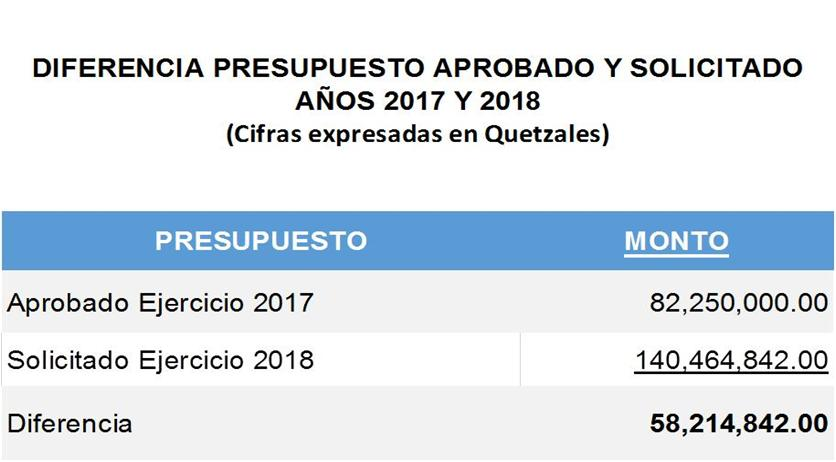 DIFERENCIA PRESUPUESTO APROBADO Y SOLICITADO
AÑOS 2017 Y 2018
(Cifras expresadas en Quetzales)
PRESUPUESTO MONTO
Aprobado Ejercicio 2017 82,250,000.00
Solicitado Ejercicio 2018 140,464,842.00
Diferencia 58,214,842.00